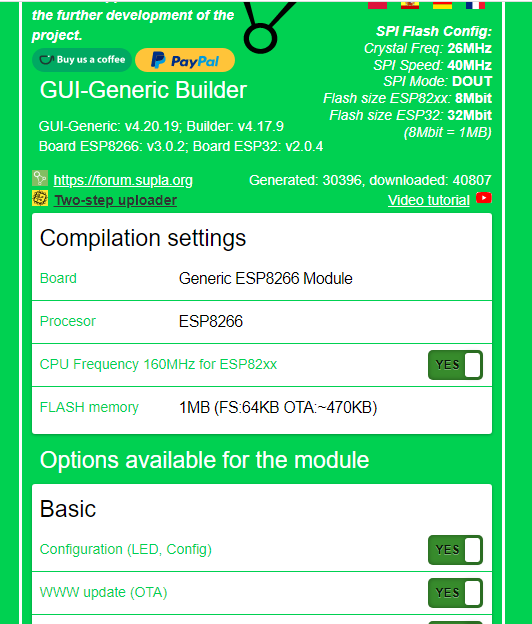 the further development of the
project.
SPI Flash Config:
Crystal Freq: 26MHz
Buy us a coffee
PayPal
SPI Speed: 40MHz
SPI Mode: DOUT
GUI-Generic Builder
Flash size ESP82xx: 8Mbit
Flash size ESP32: 32Mbit
GUI-Generic: v4.20.19; Builder: v4.17.9
(8Mbit = 1MB)
Board ESP8266: v3.0.2; Board ESP32: v2.0.4
https://forum.supla.org
Generated: 30396, downloaded: 40807
Two-step uploader
Video tutorial
Compilation settings
Board Generic ESP8266 Module
Procesor ESP8266
CPU Frequency 160MHz for ESP82xx YES
FLASH memory 1MB (FS:64KB OTA:~470KB)
Options available for the module
Basic
Configuration (LED, Config) YES
WWW update (OTA) YES